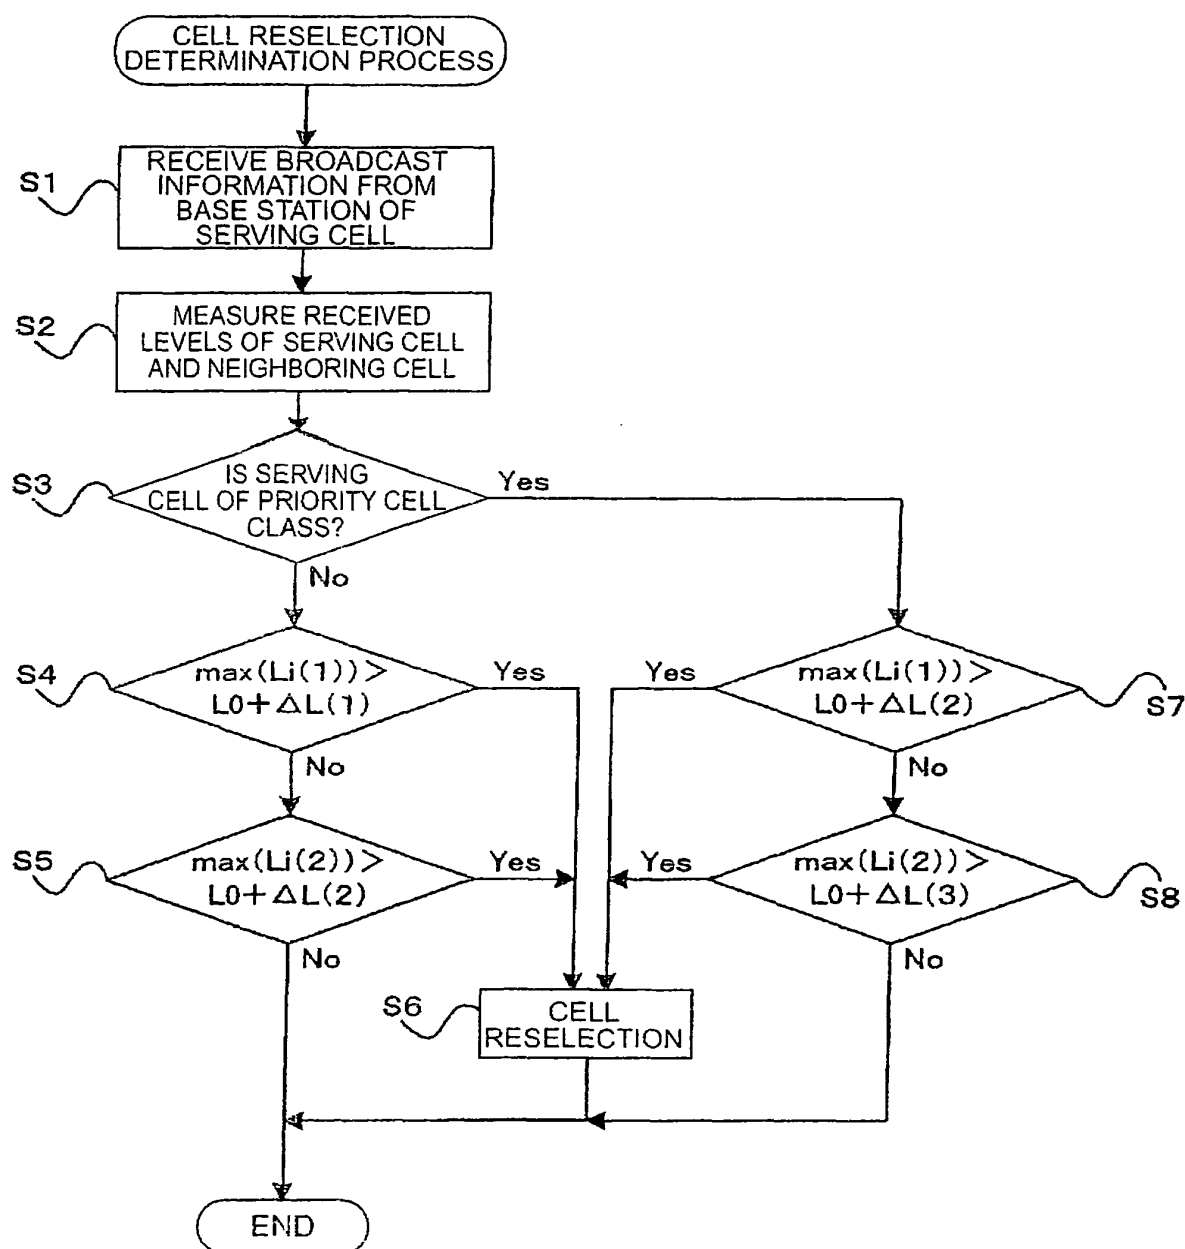 CELL RESELECTION
DETERMINATION PROCESS
S1
RECEIVE BROADCAST
INFORMATION FROM
BASE STATION OF
SERVING CELL
S2
MEASURE RECEIVED
LEVELS OF SERVING CELL
AND NEIGHBORING CELL
S3
IS SERVING
CELL OF PRIORITY CELL
CLASS?
Yes
No
S4
max(Li(1))>
L0+ΔL(1)
Yes
No
Yes
max(Li(1))>
L0+ΔL(2)
S7
No
S5
max(Li(2))>
L0+ΔL(2)
Yes
No
Yes
max(Li(2))>
L0+ΔL(3)
S8
No
S6
CELL
RESELECTION
END